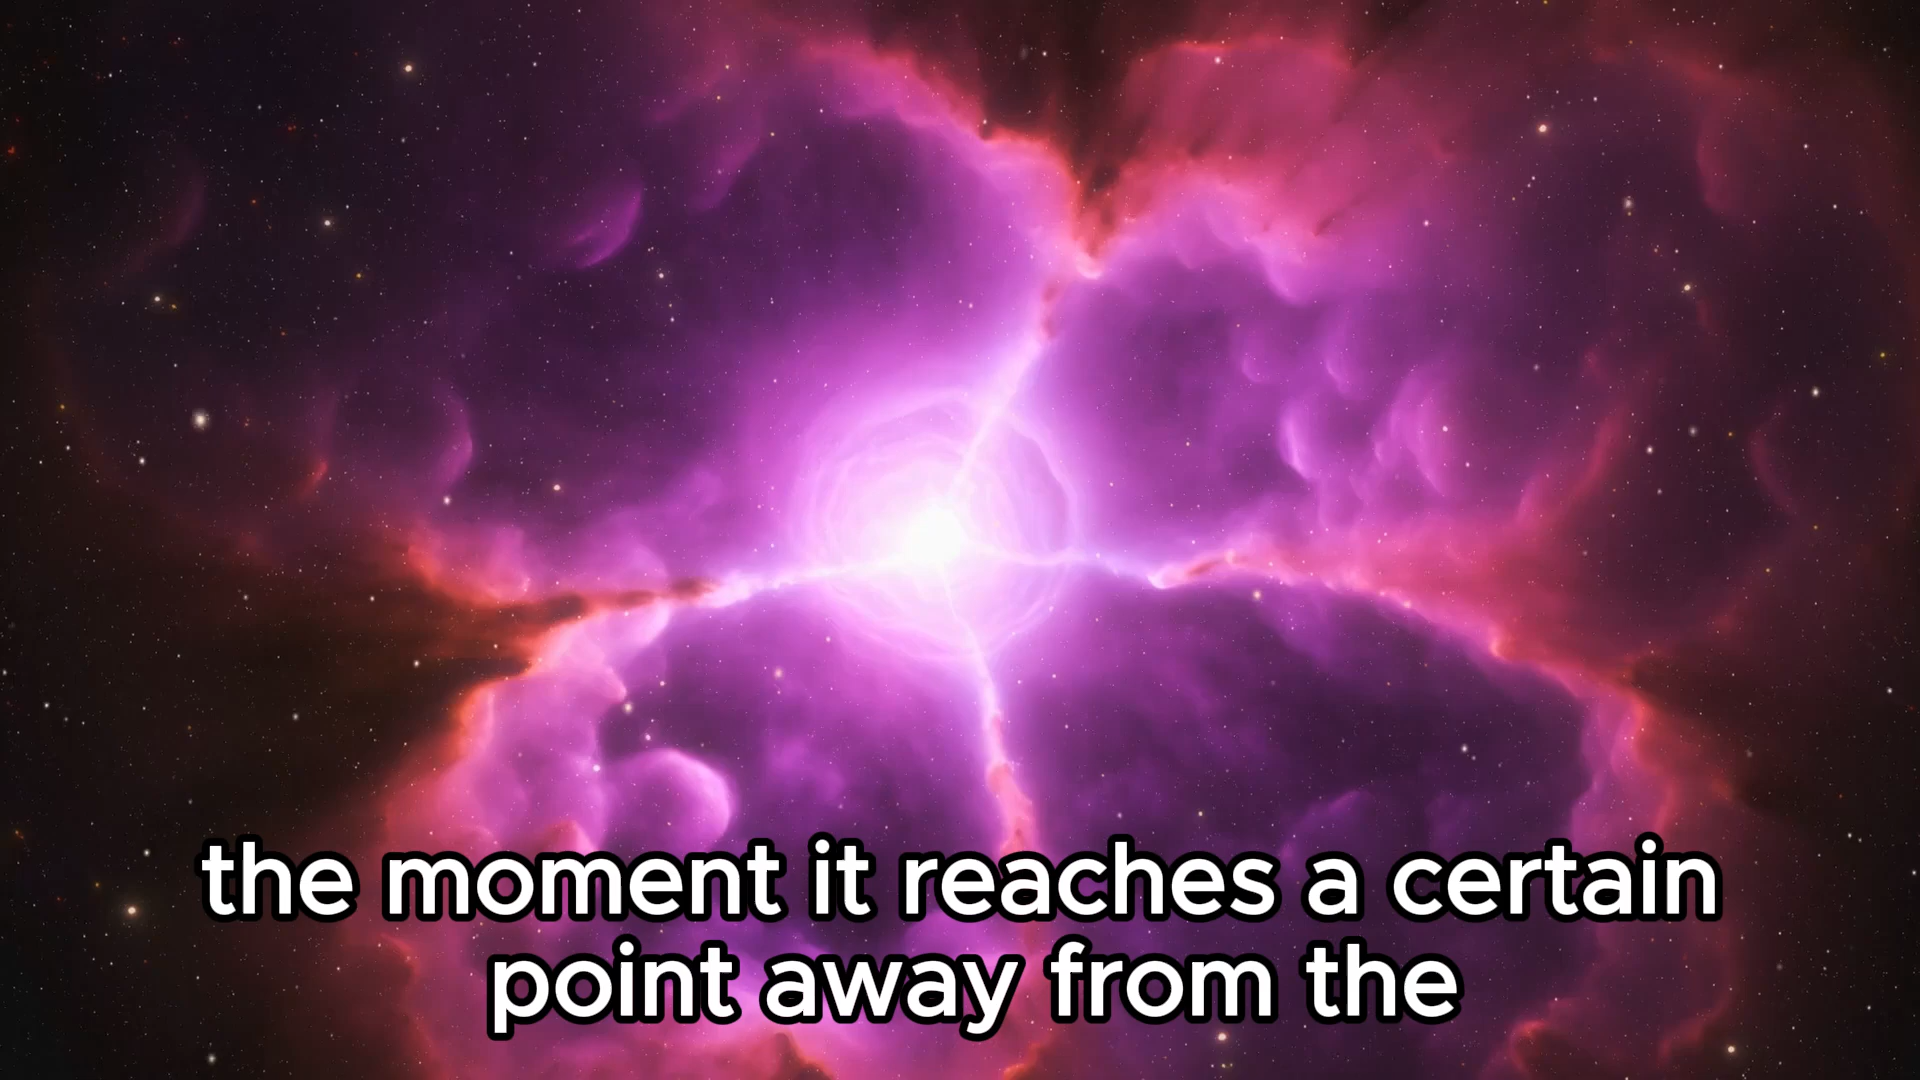 the moment it reaches a certain
point away from the